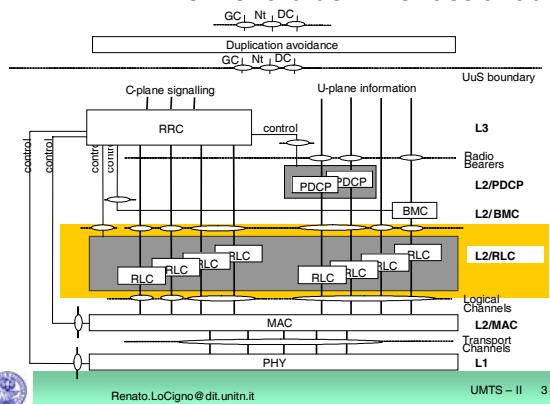 GC Nt DC
Duplication avoidance
GC Nt DC
UuS boundary
C-plane signalling
U-plane information
RRC
control
L3
control
control
control
control
Radio
Bearers
PDCP
PDCP
L2/PDCP
BMC
L2/BMC
RLC
RLC
RLC
RLC
RLC
RLC
RLC
RLC
L2/RLC
Logical
Channels
MAC
L2/MAC
Transport
Channels
PHY
L1
Renato.LoCigno@dit.unitn.it
UMTS – II 3